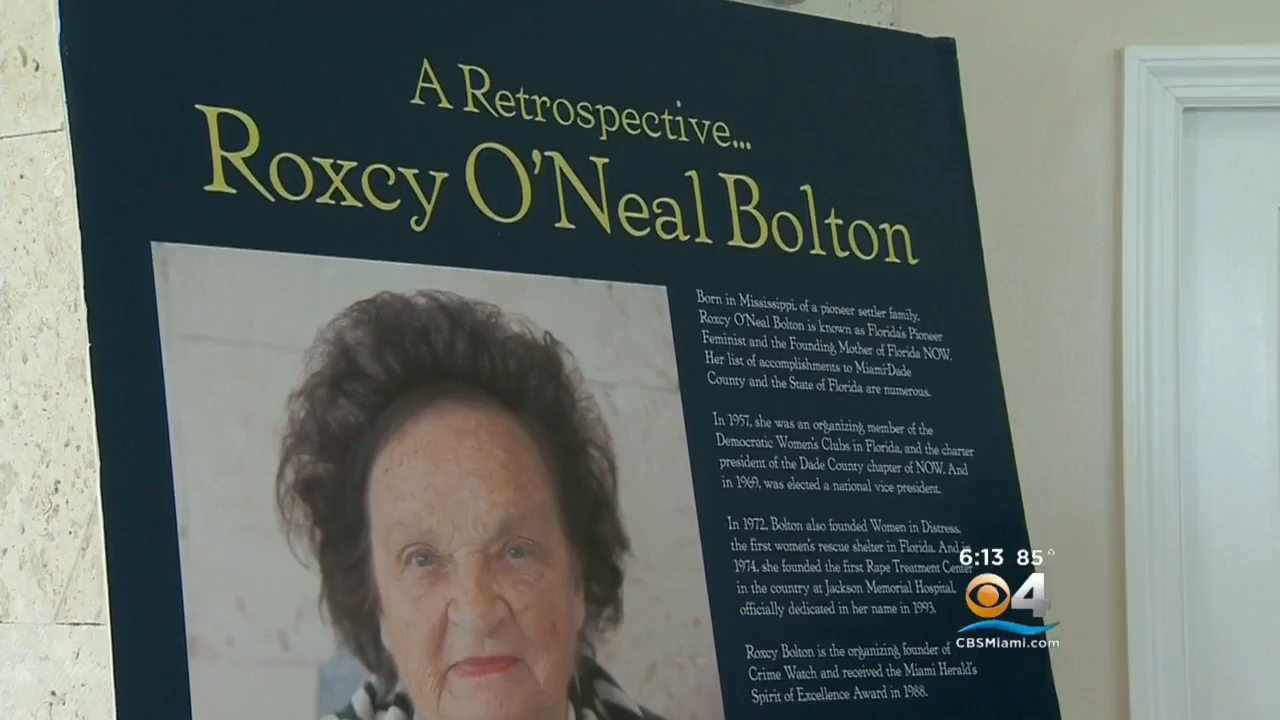 A Retrospective...
Roxcy O'Neal Bolton
Born in Mississippi, of a pioneer settler family,
Roxcy O'Neal Bolton is known as Florida's Pioneer
Feminist and the Founding Mother of Florida NOW.
Her list of accomplishments to Miami-Dade
County and the State of Florida are numerous.
In 1957, she was an organizing member of the
Democratic Women's Clubs in Florida, and the charter
president of the Dade County chapter of NOW. And
in 1969, was elected a national vice president.
In 1972, Bolton also founded Women in Distress,
the first women's rescue shelter in Florida. And in
1974, she founded the first Rape Treatment Center
in the country at Jackson Memorial Hospital,
officially dedicated in her name in 1993.
Roxcy Bolton is the organizing founder of
Crime Watch and received the Miami Herald's
Spirit of Excellence Award in 1988.
6:13 85°
4
CBSMiami.com